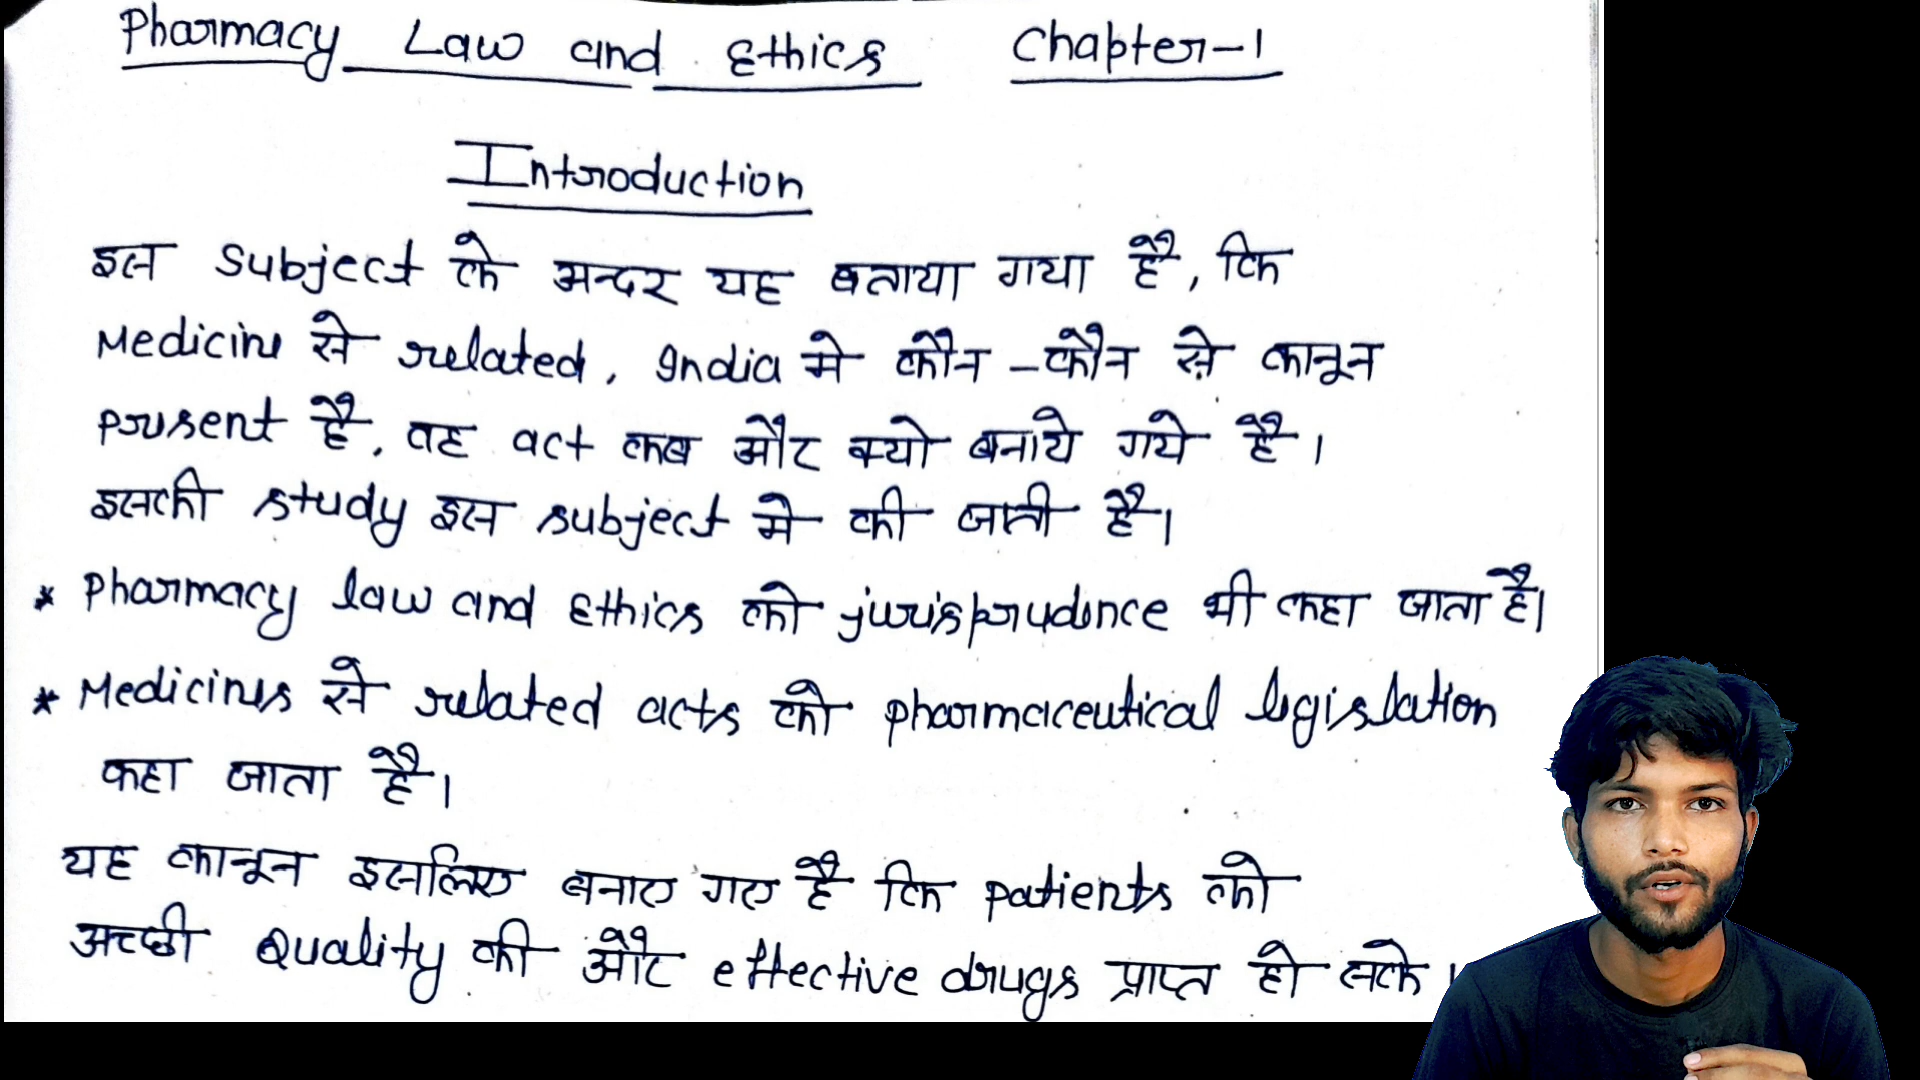 Pharmacy Law and Ethics Chapter-1
Introduction
इस Subject के अन्दर यह बताया गया है, कि
Medicine से related, India मे कौन-कौन से कानून
present है, वह act कब और क्यो बनाये गये है।
इसकी study इस subject मे की जाती है।
* Pharmacy law and Ethics को jurisprudence भी कहा जाता है।
* Medicines से related acts को pharmaceutical legislation
कहा जाता है।
यह कानून इसलिए बनाए गए है कि patients को
अच्छी Quality की और effective drugs प्राप्त हो सके।